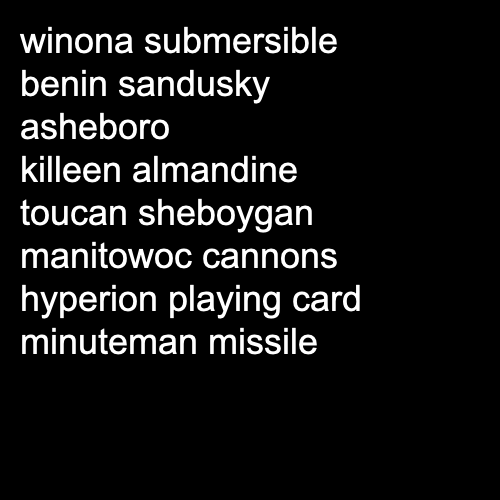 winona submersible
benin sandusky
asheboro
killeen almandine
toucan sheboygan
manitowoc cannons
hyperion playing card
minuteman missile